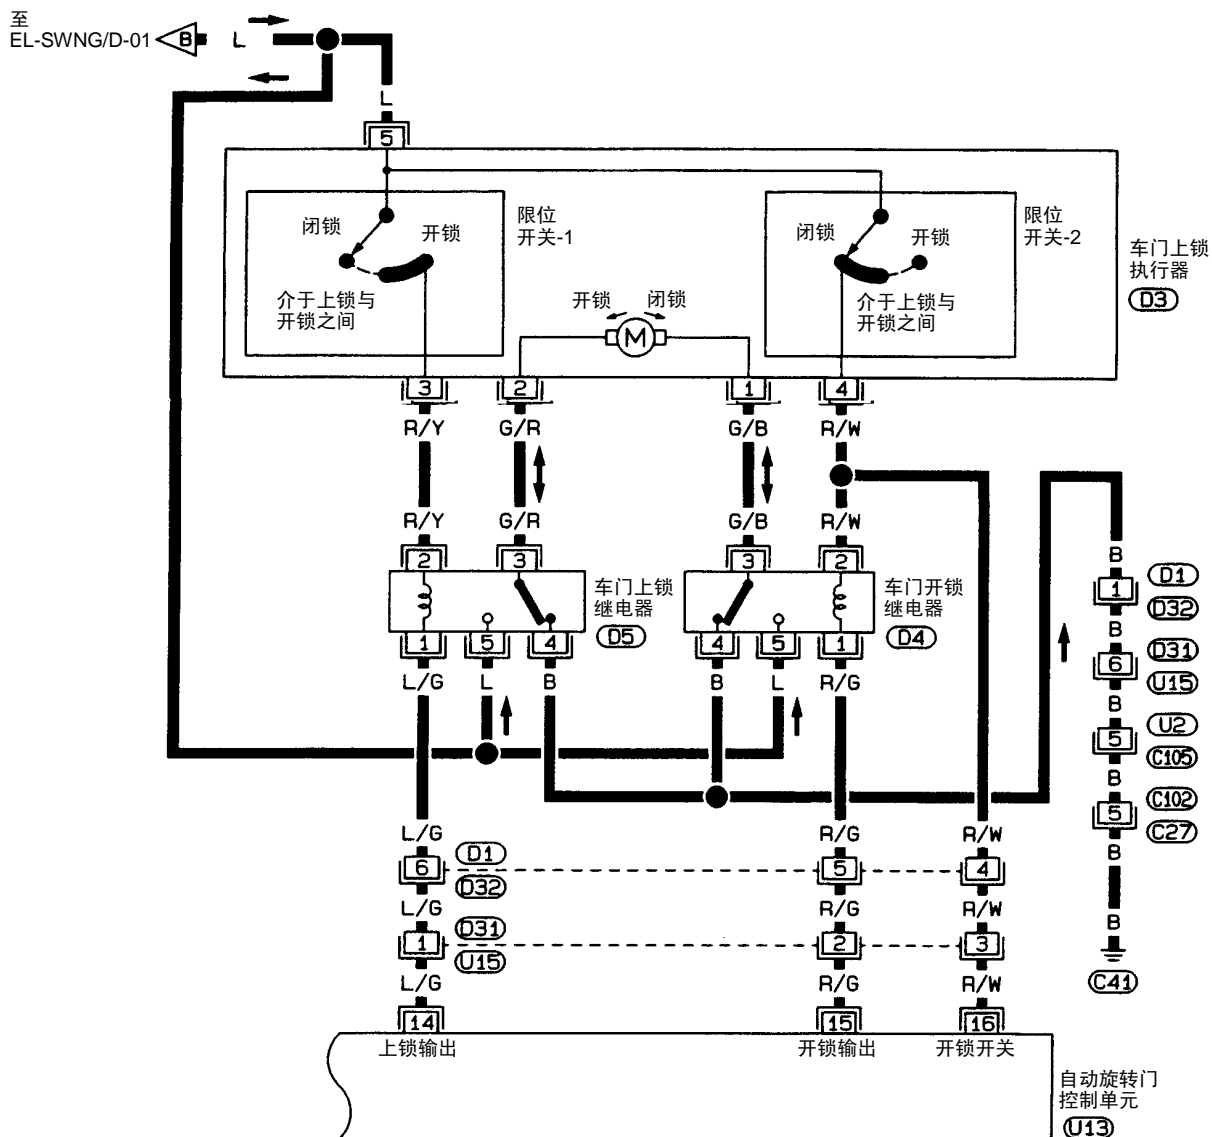 至
EL-SWNG/D-01 B L
L
5
闭锁 开锁
介于上锁与
开锁之间
限位
开关-1
开锁 闭锁
M
闭锁 开锁
介于上锁与
开锁之间
限位
开关-2
车门上锁
执行器
D3
3 2 1 4
R/Y G/R G/B R/W
R/Y G/R G/B R/W
2 3 3 2
车门上锁
继电器
D5
车门开锁
继电器
D4
1 5 4 4 5 1
L/G L B B L R/G
B
1 D1
D32
B
6 D31
U15
B
5 U2
C105
B
5 C102
C27
B
B
C41
L/G R/G R/W
6 D1 5 4
D32
L/G R/G R/W
1 D31 2 3
U15
L/G R/G R/W
14 15 16
上锁输出 开锁输出 开锁开关
自动旋转门
控制单元
U13